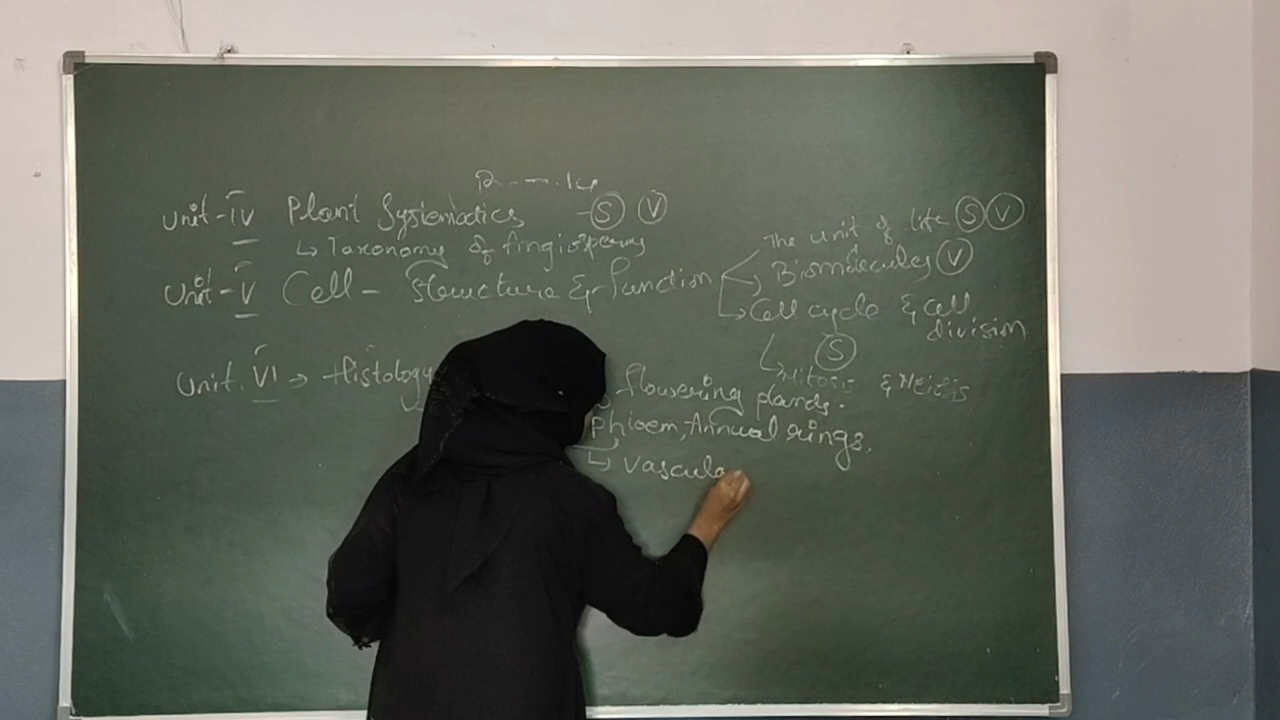 Unit-IV Plant Systematics - S V
↳ Taxonomy of Angiosperms
Unit-V Cell - Structure & function
The unit of life S V
Biomolecules V
Cell cycle & cell
division
S
↳ Mitosis & Meiosis
Unit. VI ⇒ Histology
flowering plants.
Phloem, Annual rings.
↳ Vascula